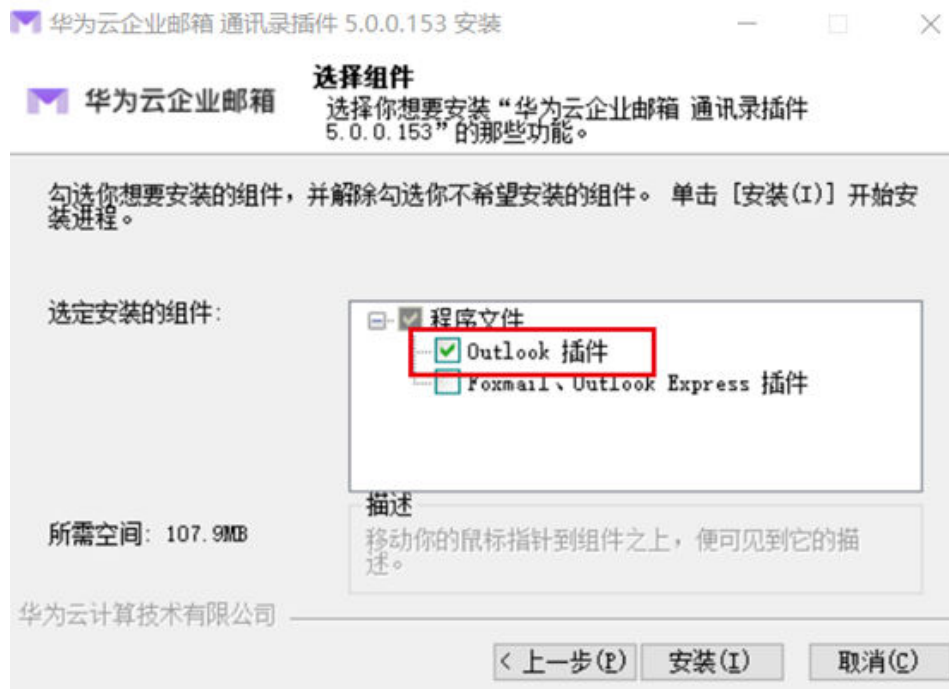 华为云企业邮箱 通讯录插件 5.0.0.153 安装
华为云企业邮箱
选择组件
选择你想要安装“华为云企业邮箱 通讯录插件
5.0.0.153”的那些功能。
勾选你想要安装的组件，并解除勾选你不希望安装的组件。 单击 [安装(I)] 开始安
装进程。
选定安装的组件:
程序文件
Outlook 插件
Foxmail、Outlook Express 插件
描述
所需空间: 107.9MB
移动你的鼠标指针到组件之上，便可见到它的描
述。
华为云计算技术有限公司
< 上一步(P)
安装(I)
取消(C)